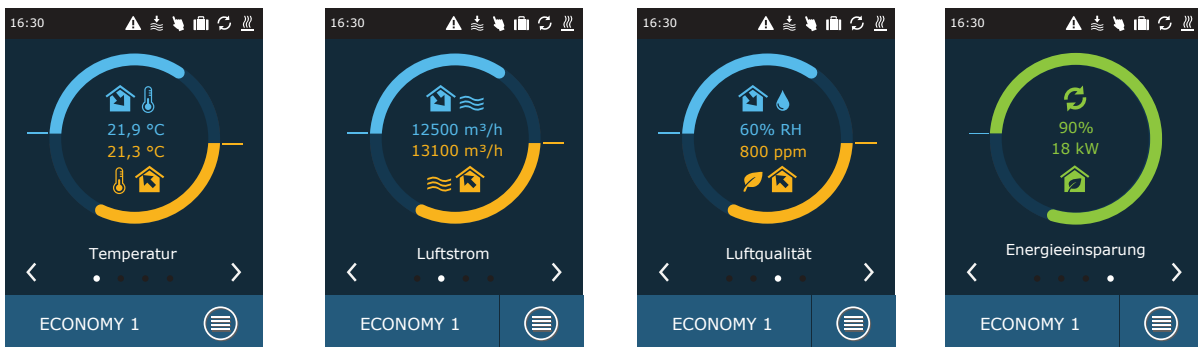 16:30
21,9 °C
21,3 °C
Temperatur
ECONOMY 1
16:30
12500 m³/h
13100 m³/h
Luftstrom
ECONOMY 1
16:30
60% RH
800 ppm
Luftqualität
ECONOMY 1
16:30
90%
18 kW
Energieeinsparung
ECONOMY 1